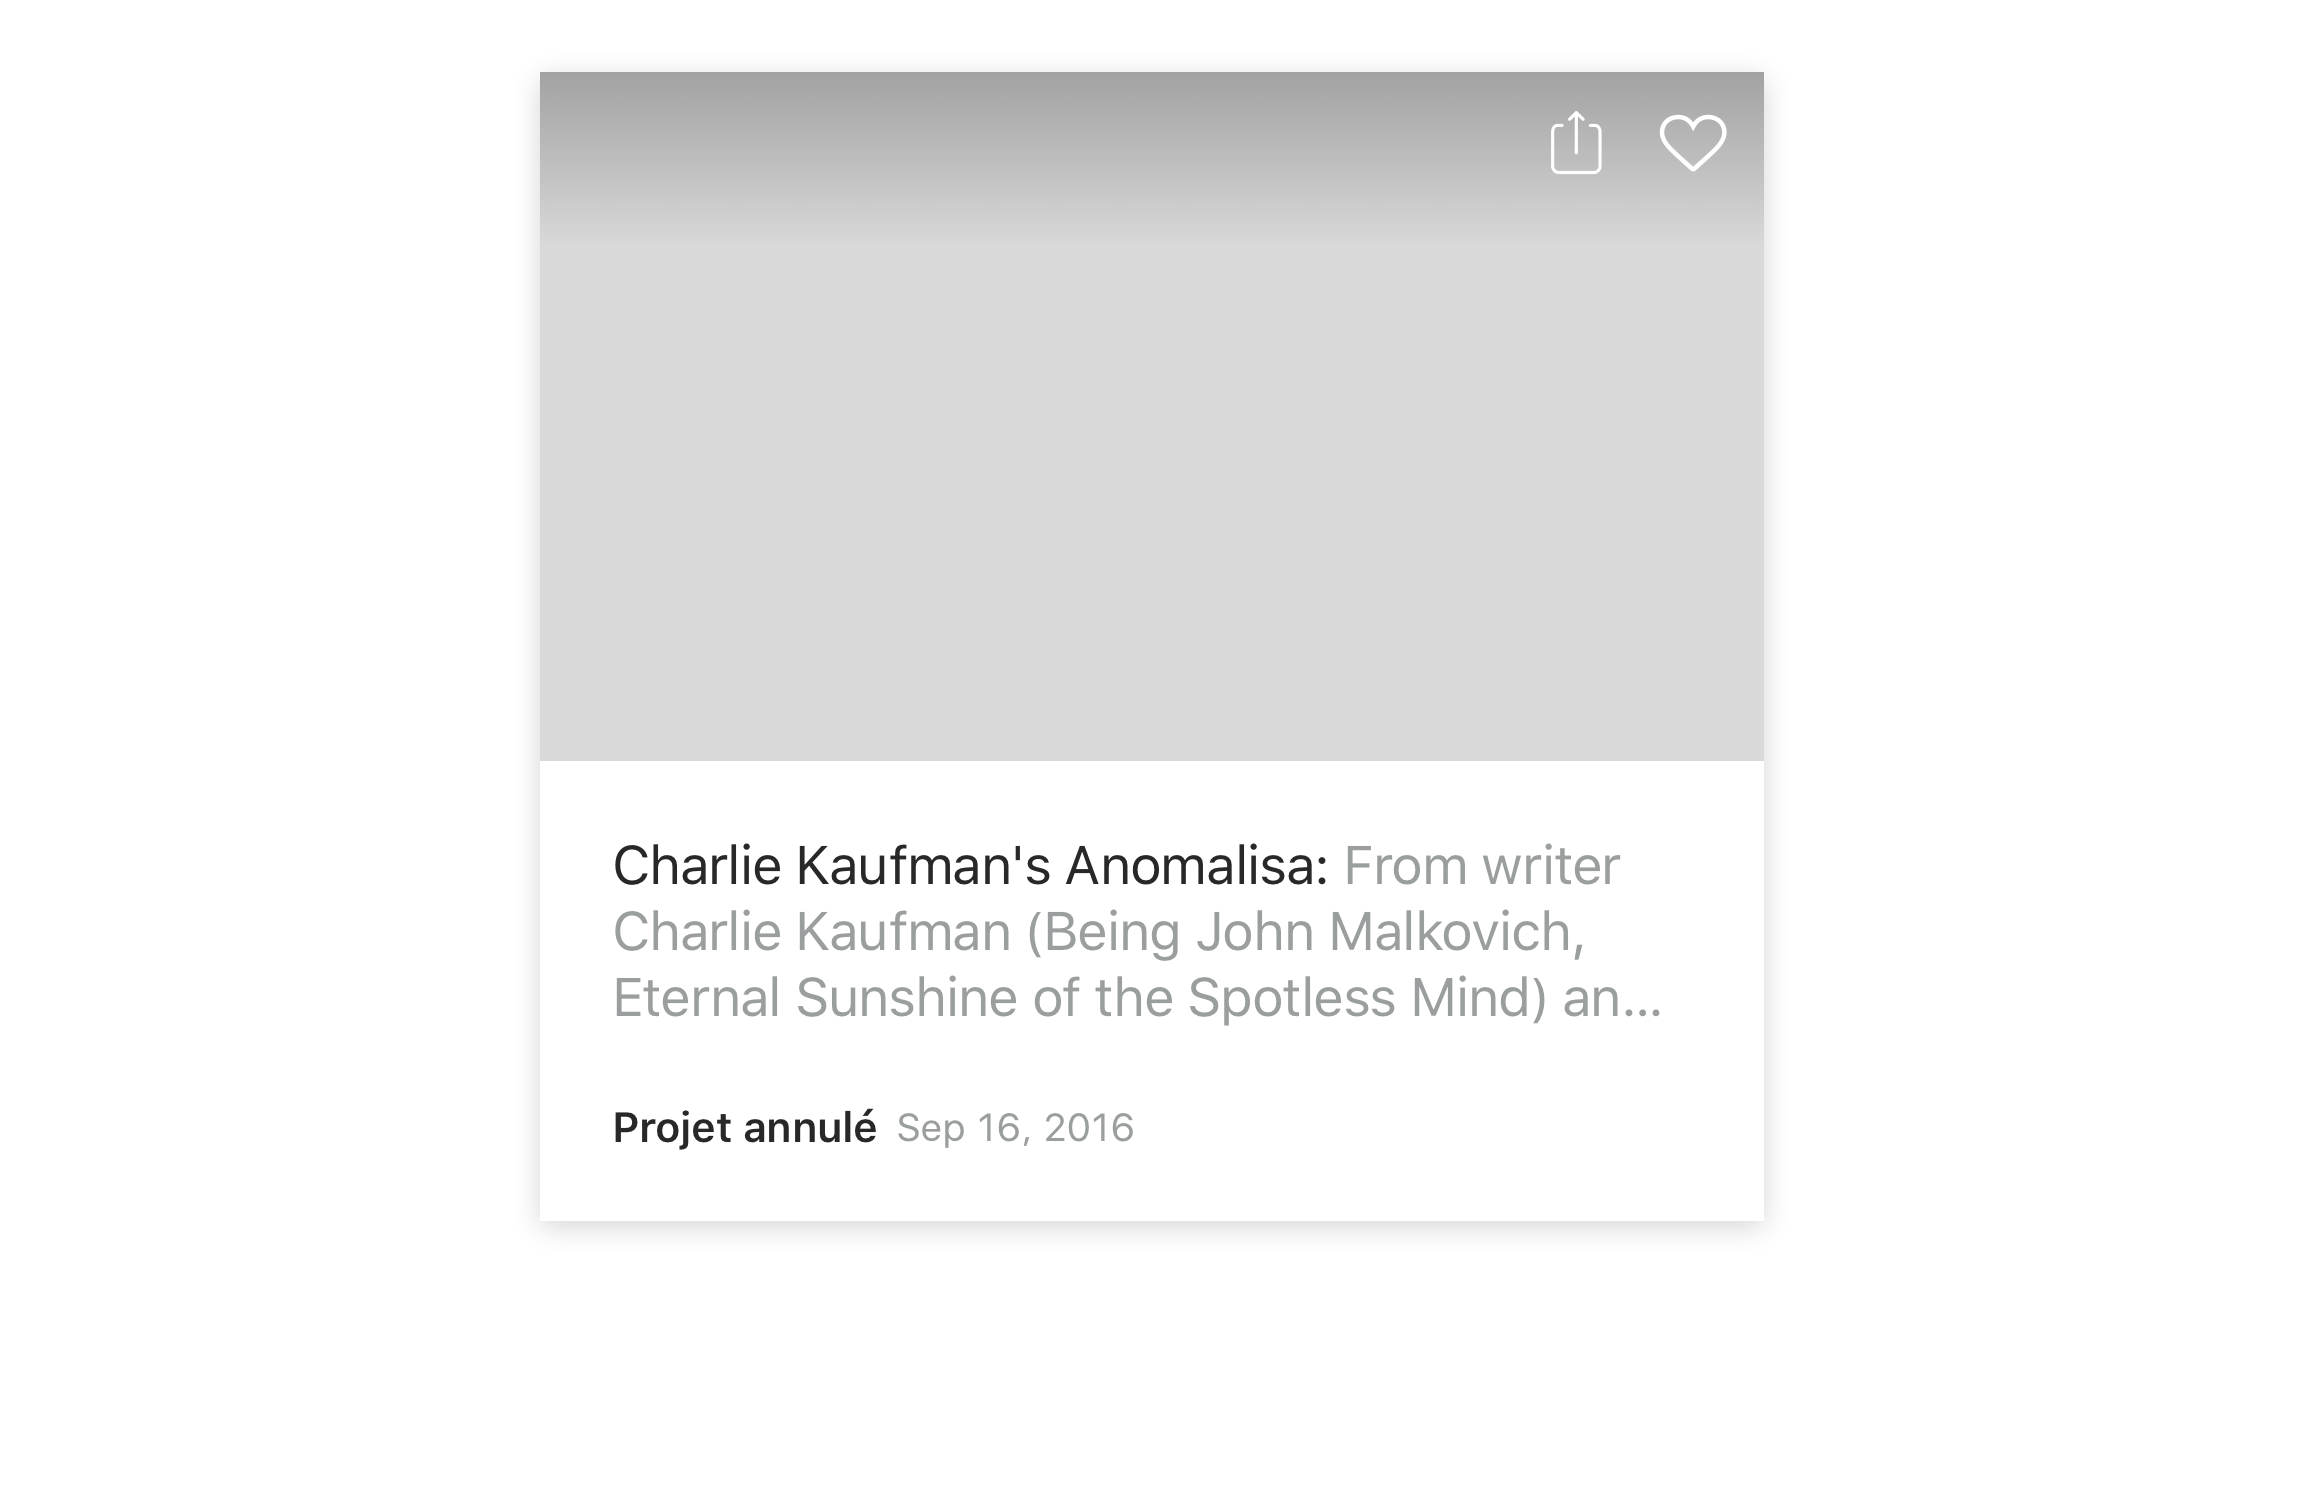 Charlie Kaufman's Anomalisa: From writer
Charlie Kaufman (Being John Malkovich,
Eternal Sunshine of the Spotless Mind) an...
Projet annulé Sep 16, 2016